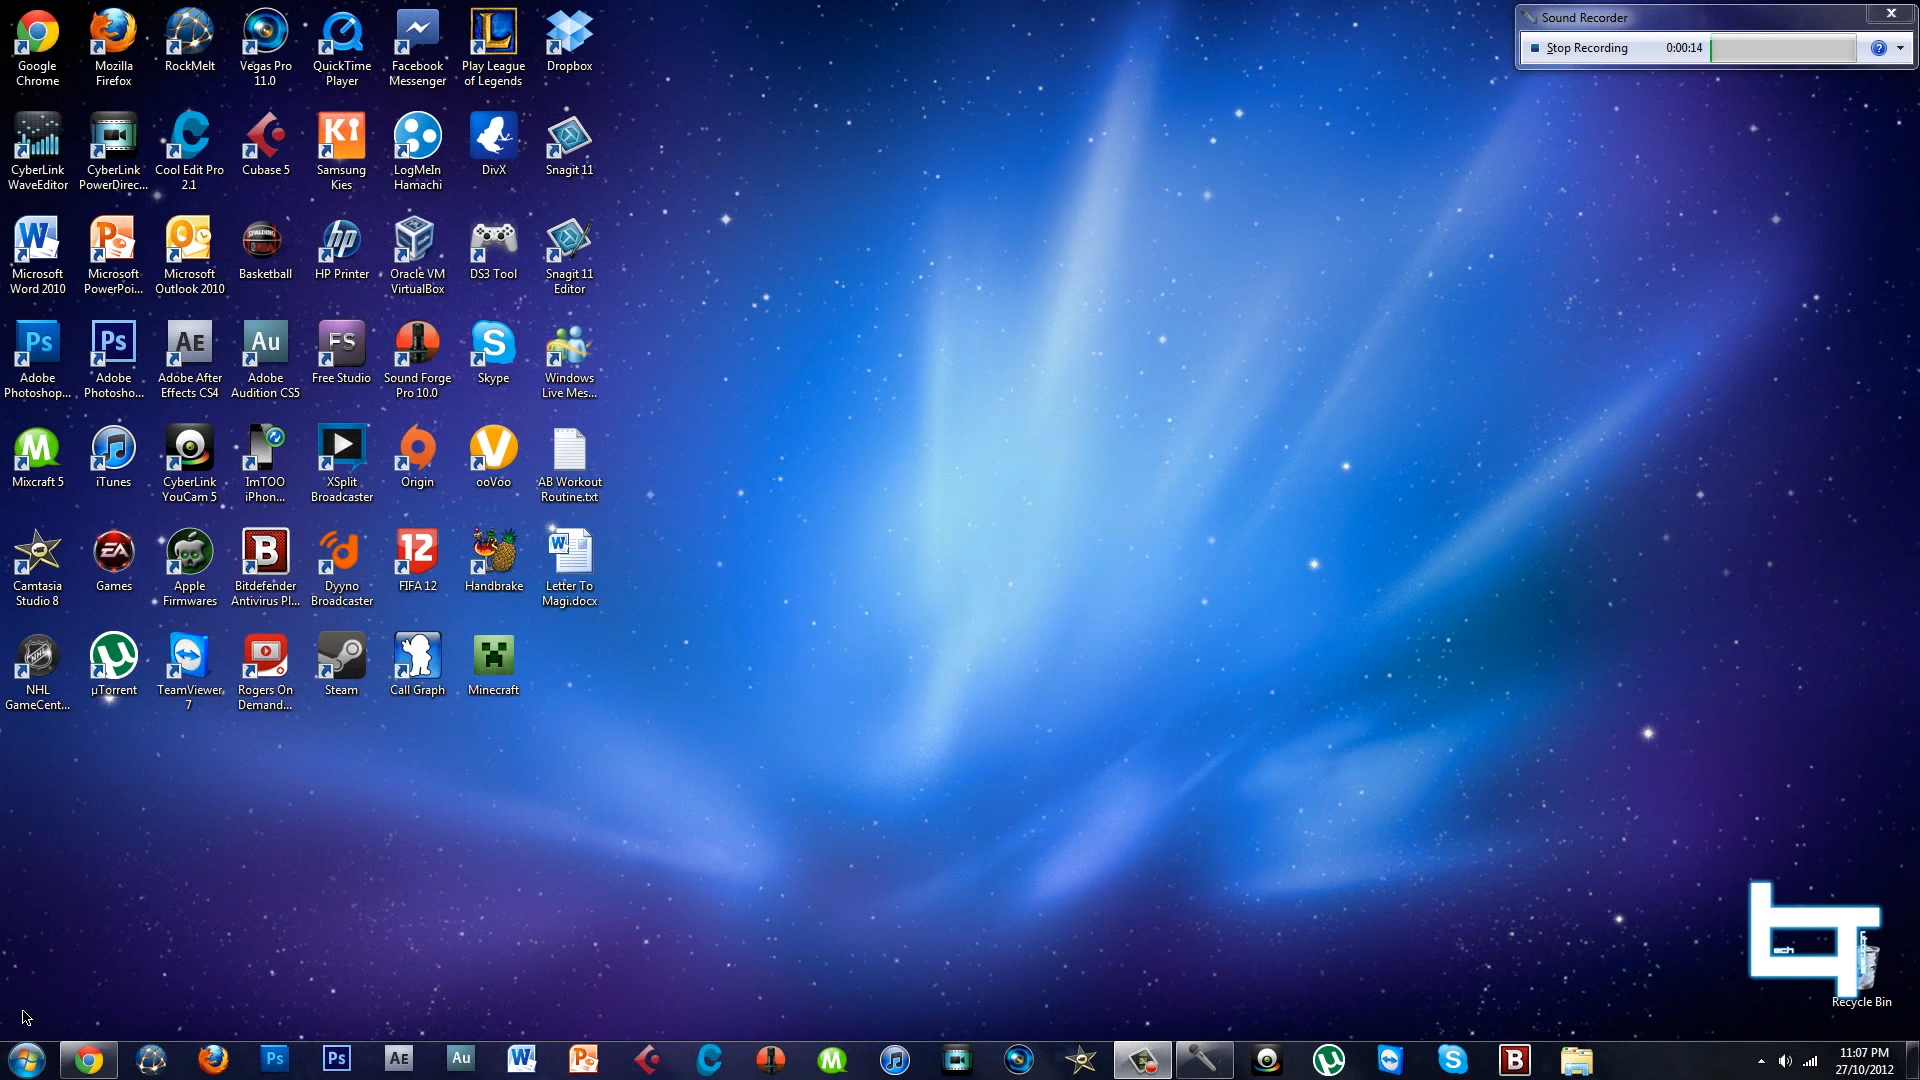 Sound Recorder
Stop Recording 0:00:14
Google Chrome
Mozilla Firefox
RockMelt
Vegas Pro 11.0
QuickTime Player
Facebook Messenger
Play League of Legends
Dropbox
CyberLink WaveEditor
CyberLink PowerDirec...
Cool Edit Pro 2.1
Cubase 5
Samsung Kies
LogMeIn Hamachi
DivX
Snagit 11
Microsoft Word 2010
Microsoft PowerPoi...
Microsoft Outlook 2010
Basketball
HP Printer
Oracle VM VirtualBox
DS3 Tool
Snagit 11 Editor
Adobe Photoshop...
Adobe Photosho...
Adobe After Effects CS4
Adobe Audition CS5
Free Studio
Sound Forge Pro 10.0
Skype
Windows Live Mes...
Mixcraft 5
iTunes
CyberLink YouCam 5
ImTOO iPhon...
XSplit Broadcaster
Origin
ooVoo
AB Workout Routine.txt
Camtasia Studio 8
Games
Apple Firmwares
Bitdefender Antivirus Pl...
Dyyno Broadcaster
FIFA 12
Handbrake
Letter To Magi.docx
NHL GameCent...
µTorrent
TeamViewer 7
Rogers On Demand...
Steam
Call Graph
Minecraft
Recycle Bin
11:07 PM
27/10/2012